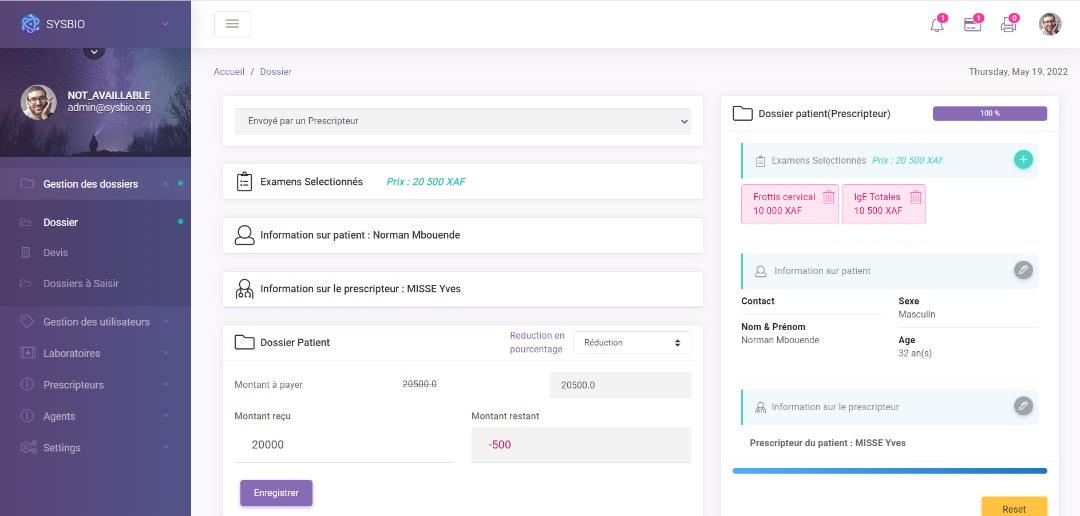 SYSBIO
NOT_AVAILLABLE
admin@sysbio.org
Gestion des dossiers
Dossier
Devis
Dossiers à Saisir
Gestion des utilisateurs
Laboratoires
Prescripteurs
Agents
Settings
1
1
0
Accueil / Dossier
Thursday, May 19, 2022
Envoyé par un Prescripteur
Examens Selectionnés Prix : 20 500 XAF
Information sur patient : Norman Mbouende
Information sur le prescripteur : MISSE Yves
Dossier Patient
Reduction en
pourcentage
Réduction
Montant à payer 20500.0 20500.0
Montant reçu Montant restant
20000 -500
Enregistrer
Dossier patient(Prescripteur) 100 %
Examens Selectionnés Prix : 20 500 XAF
Frottis cervical
10 000 XAF
IgE Totales
10 500 XAF
Information sur patient
Contact
Nom & Prénom
Norman Mbouende
Sexe
Masculin
Age
32 an(s)
Information sur le prescripteur
Prescripteur du patient : MISSE Yves
Reset